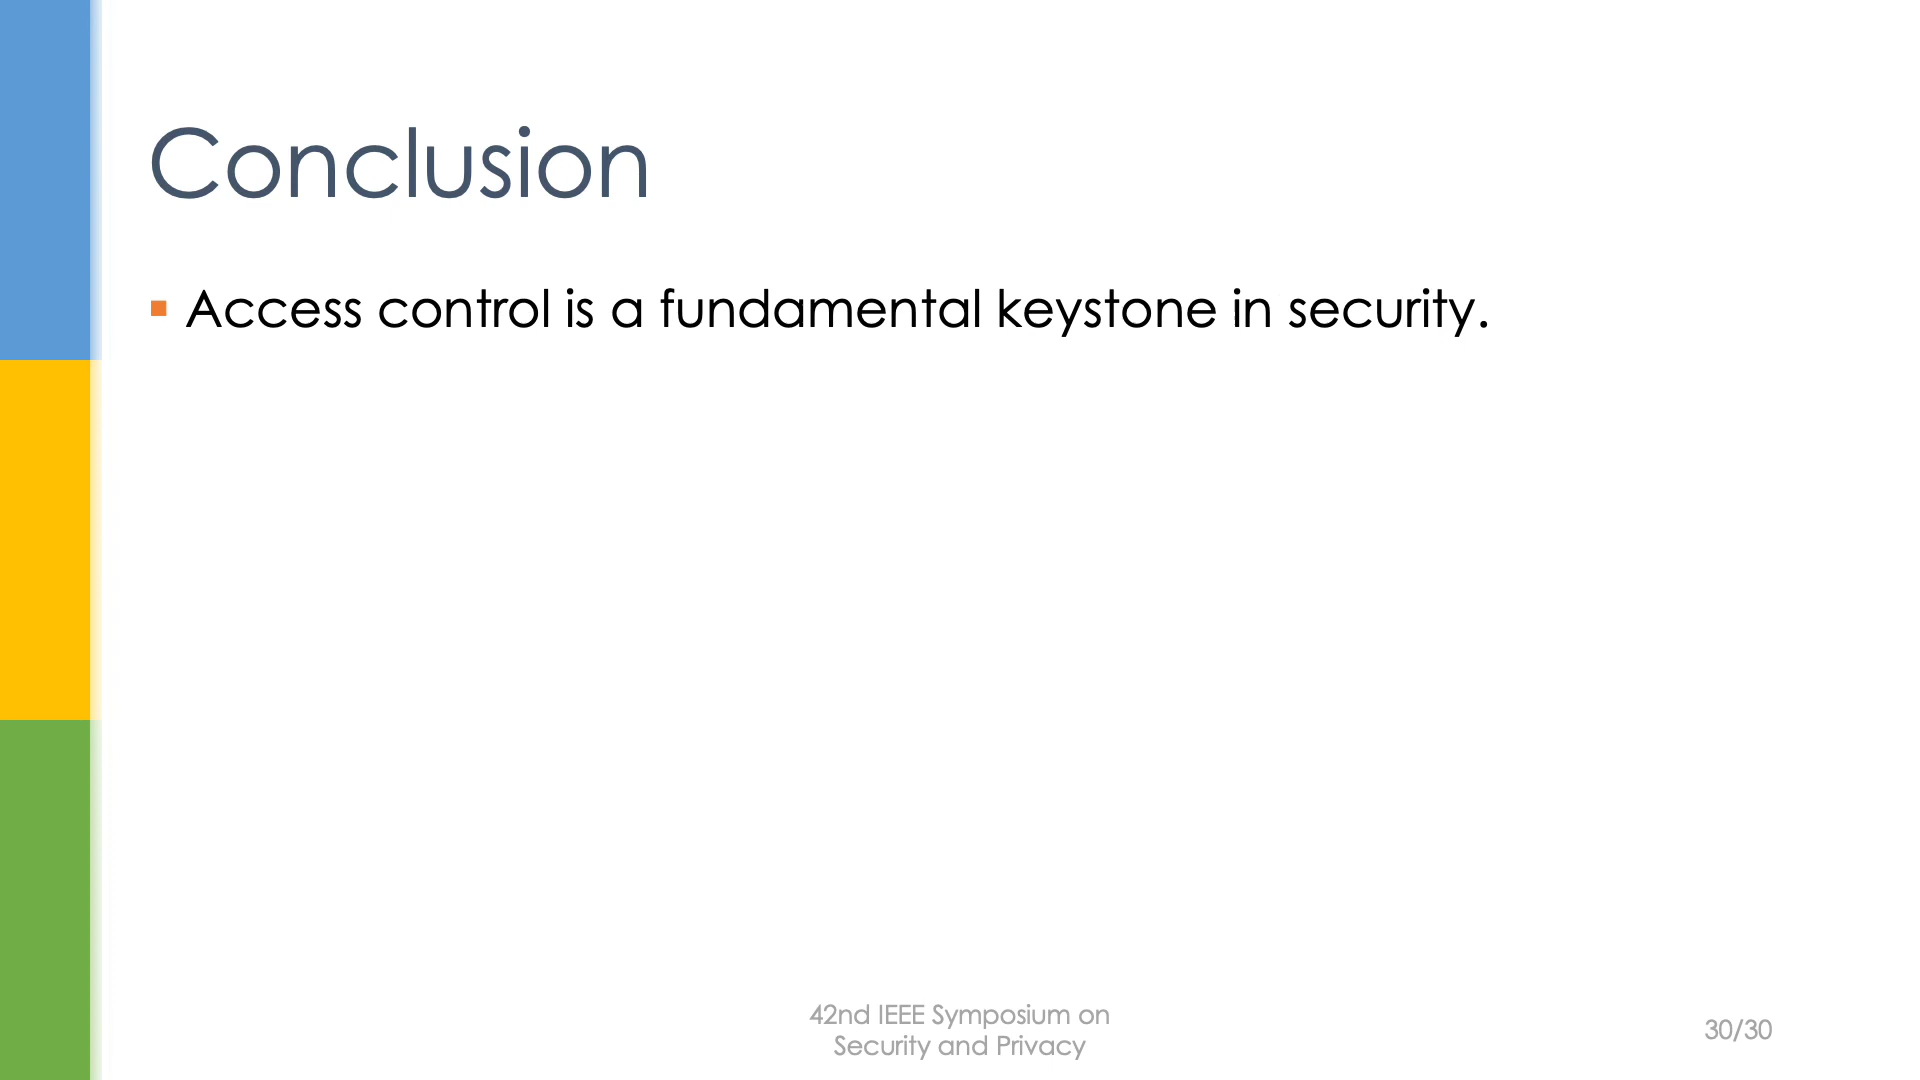 Conclusion
▪ Access control is a fundamental keystone in security.
42nd IEEE Symposium on
Security and Privacy
30/30